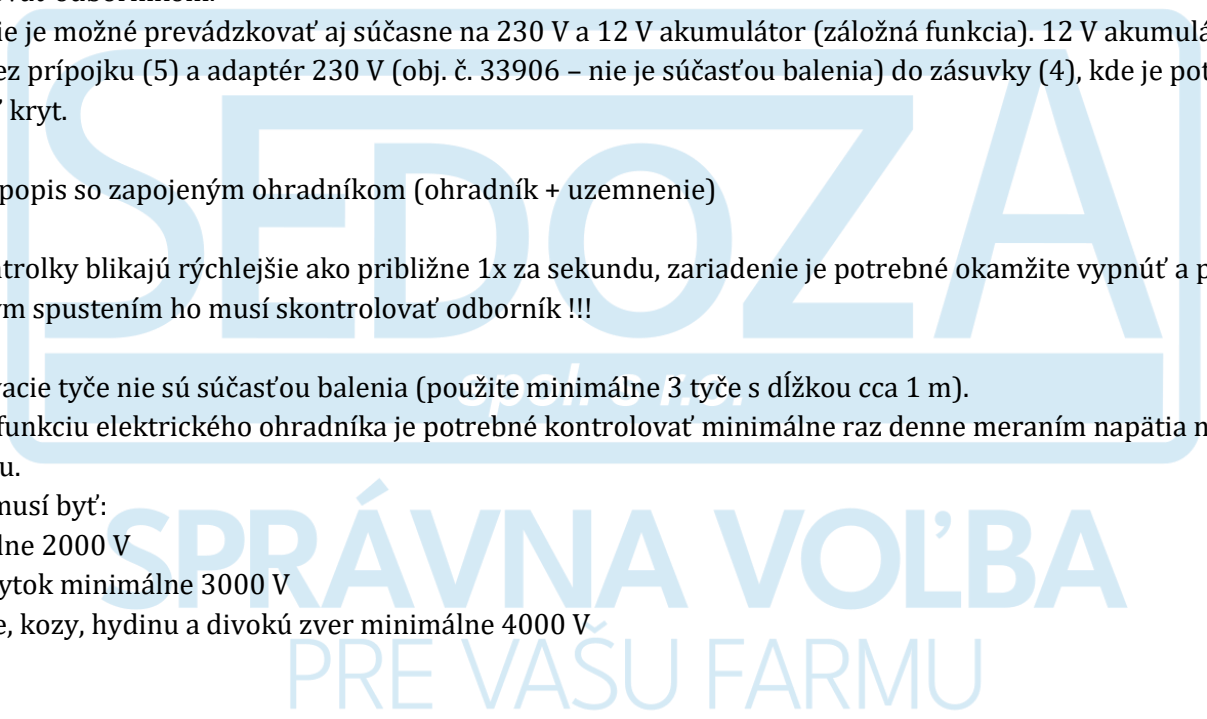 ie je možné prevádzkovať aj súčasne na 230 V a 12 V akumulátor (záložná funkcia). 12 V akumulá
ez prípojku (5) a adaptér 230 V (obj. č. 33906 – nie je súčasťou balenia) do zásuvky (4), kde je pot
ť kryt.
popis so zapojeným ohradníkom (ohradník + uzemnenie)
ntrolky blikajú rýchlejšie ako približne 1x za sekundu, zariadenie je potrebné okamžite vypnúť a p
ym spustením ho musí skontrolovať odborník !!!
vacie tyče nie sú súčasťou balenia (použite minimálne 3 tyče s dĺžkou cca 1 m).
funkciu elektrického ohradníka je potrebné kontrolovať minimálne raz denne meraním napätia n
u.
musí byť:
lne 2000 V
ytok minimálne 3000 V
e, kozy, hydinu a divokú zver minimálne 4000 V
SEDOZA
spol. s r.o.
SPRÁVNA VOĽBA
PRE VAŠU FARMU